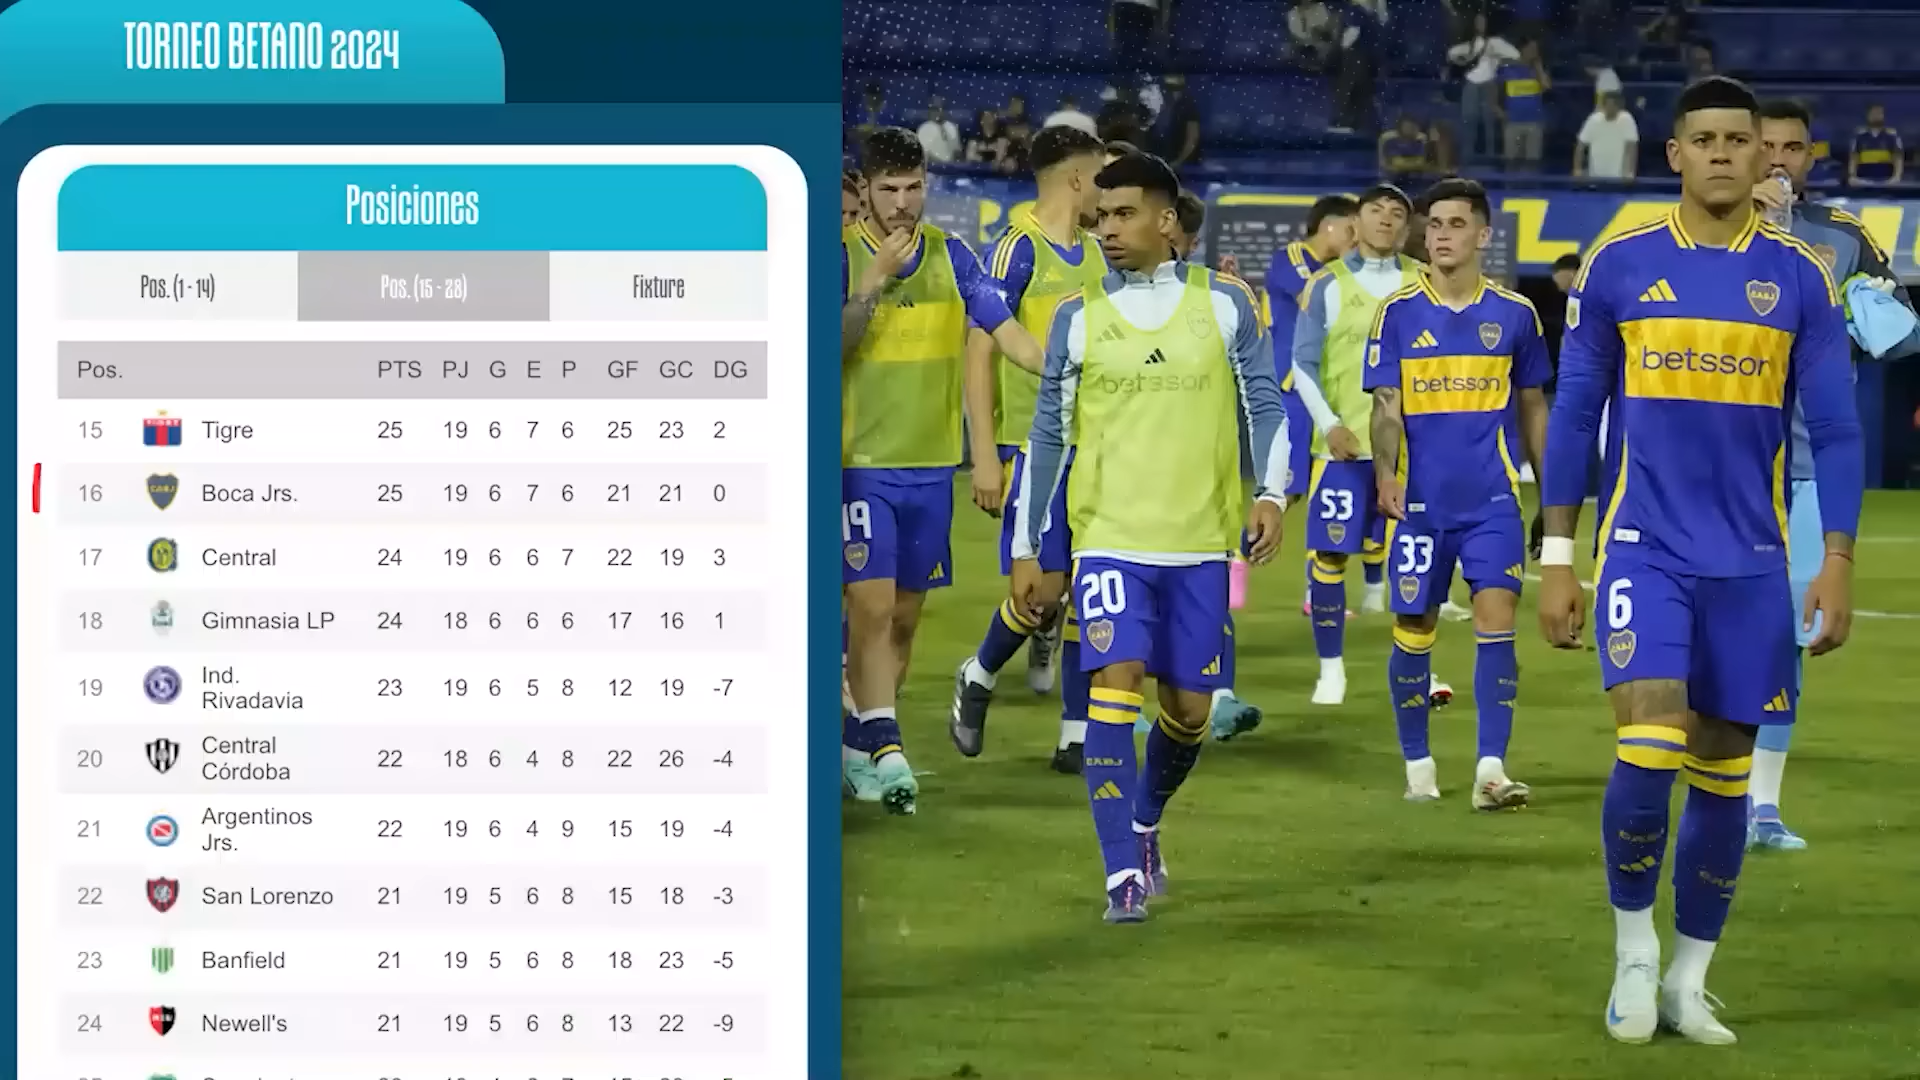 TORNEO BETANO 2024
Posiciones
Pos. (1 - 14) Pos. (15 - 28) Fixture
Pos. PTS PJ G E P GF GC DG
15 Tigre 25 19 6 7 6 25 23 2
16 Boca Jrs. 25 19 6 7 6 21 21 0
17 Central 24 19 6 6 7 22 19 3
18 Gimnasia LP 24 18 6 6 6 17 16 1
19 Ind. Rivadavia 23 19 6 5 8 12 19 -7
20 Central Córdoba 22 18 6 4 8 22 26 -4
21 Argentinos Jrs. 22 19 6 4 9 15 19 -4
22 San Lorenzo 21 19 5 6 8 15 18 -3
23 Banfield 21 19 5 6 8 18 23 -5
24 Newell's 21 19 5 6 8 13 22 -9
betsson
betsson
betsson
CABJ
19
20
53
33
6
CABJ